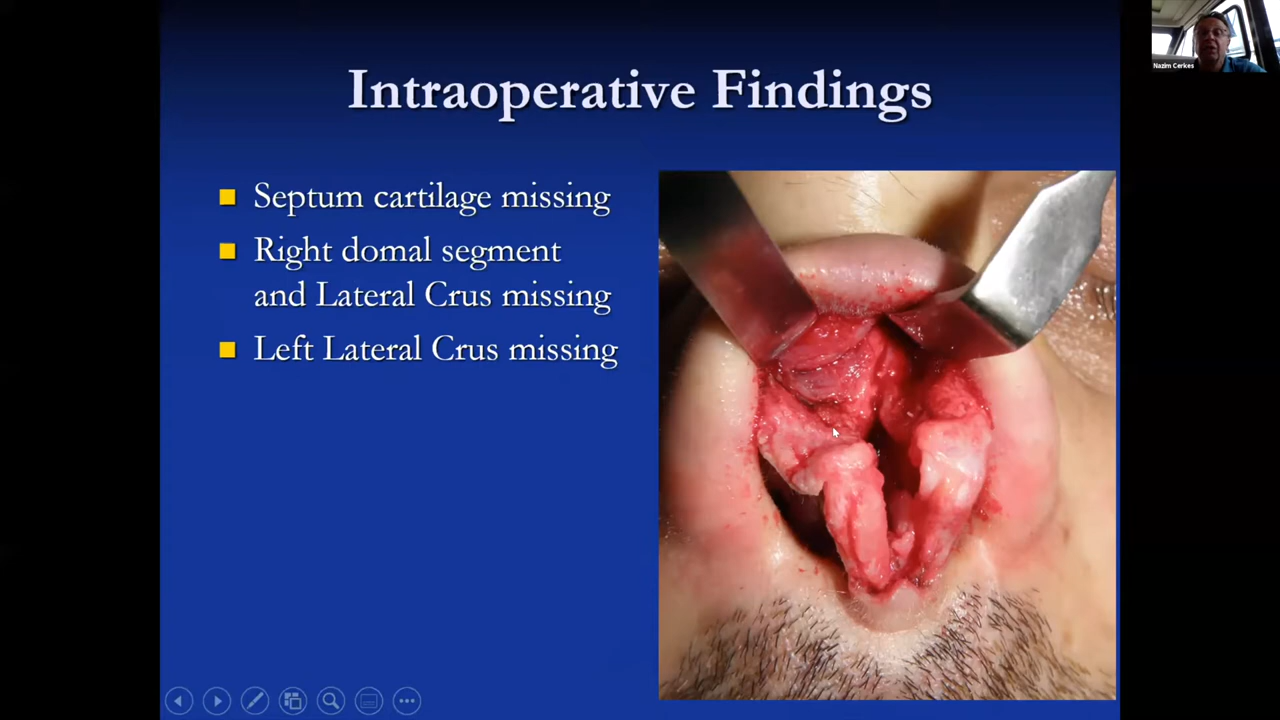 Nazim Cerkes
Intraoperative Findings
Septum cartilage missing
Right domal segment
and Lateral Crus missing
Left Lateral Crus missing